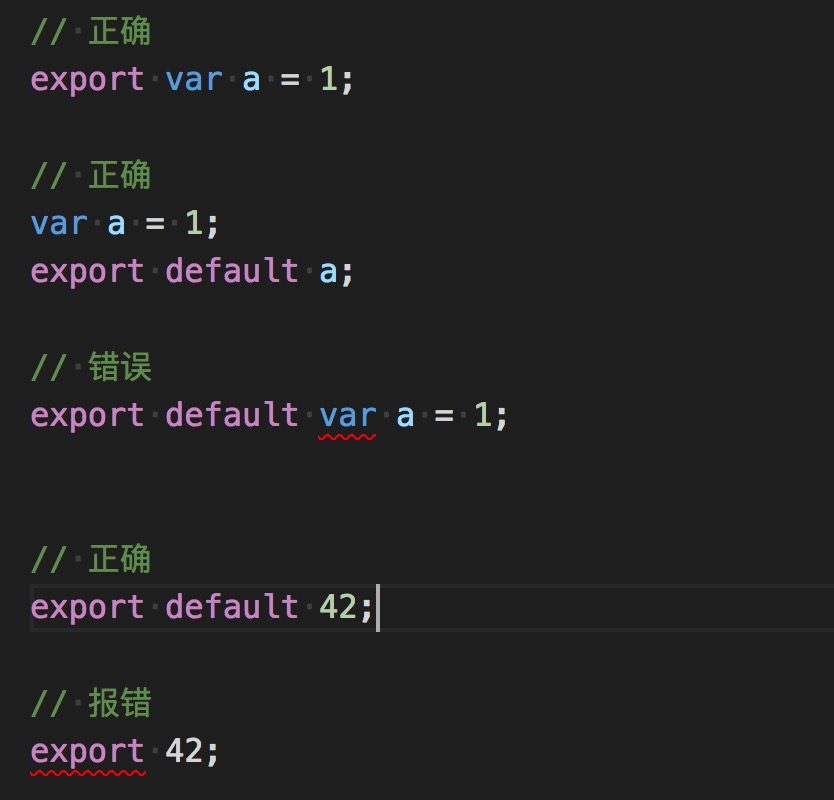 // 正确
export var a = 1;
// 正确
var a = 1;
export default a;
// 错误
export default var a = 1;
// 正确
export default 42;
// 报错
export 42;